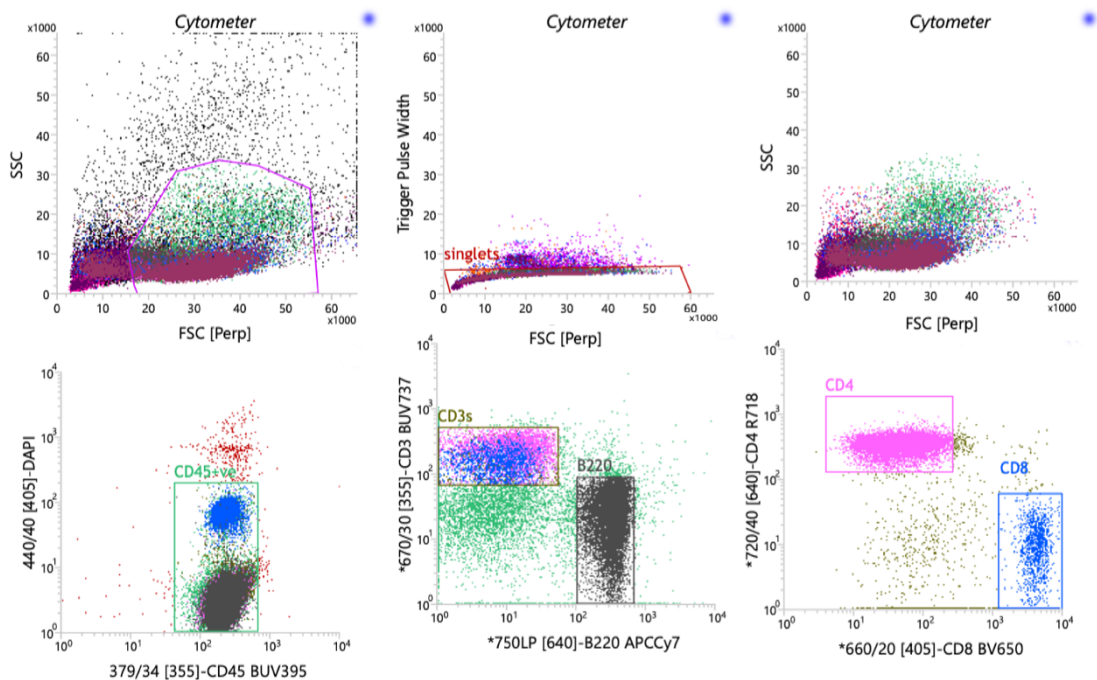 Cytometer
x1000
60
50
40
30
20
10
0
SSC
0 10 20 30 40 50 60
x1000
FSC [Perp]
Cytometer
x1000
60
50
40
30
20
10
0
Trigger Pulse Width
singlets
0 10 20 30 40 50 60
x1000
FSC [Perp]
Cytometer
x1000
60
50
40
30
20
10
0
SSC
0 10 20 30 40 50 60
x1000
FSC [Perp]
10⁴
10³
10²
10¹
10⁰
440/40 [405]-DAPI
CD45+ve
10⁰ 10¹ 10² 10³ 10⁴
379/34 [355]-CD45 BUV395
10⁴
10³
10²
10¹
10⁰
*670/30 [355]-CD3 BUV737
CD3s
B220
10⁰ 10¹ 10² 10³ 10⁴
*750LP [640]-B220 APCCy7
10⁴
10³
10²
10¹
10⁰
*720/40 [640]-CD4 R718
CD4
CD8
10⁰ 10¹ 10² 10³ 10⁴
*660/20 [405]-CD8 BV650